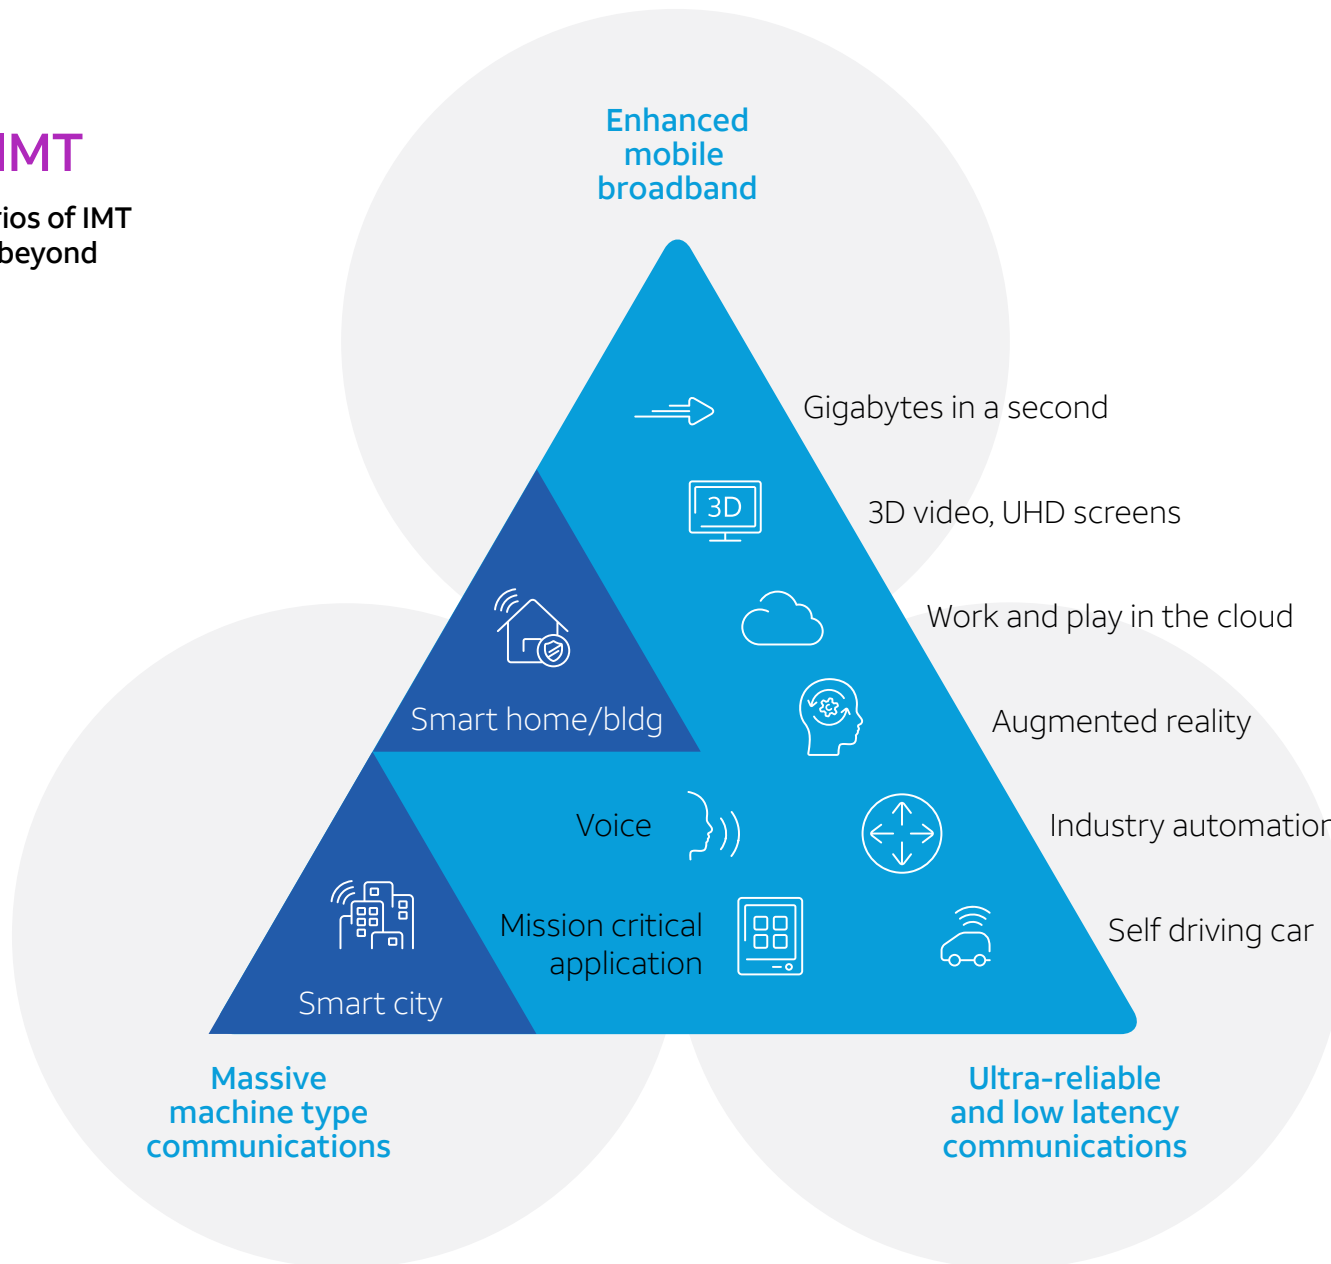 IMT
rios of IMT
beyond
Enhanced
mobile
broadband
Gigabytes in a second
3D
3D video, UHD screens
Work and play in the cloud
Smart home/bldg
Augmented reality
Voice
Industry automation
Mission critical
application
Self driving car
Smart city
Massive
machine type
communications
Ultra-reliable
and low latency
communications